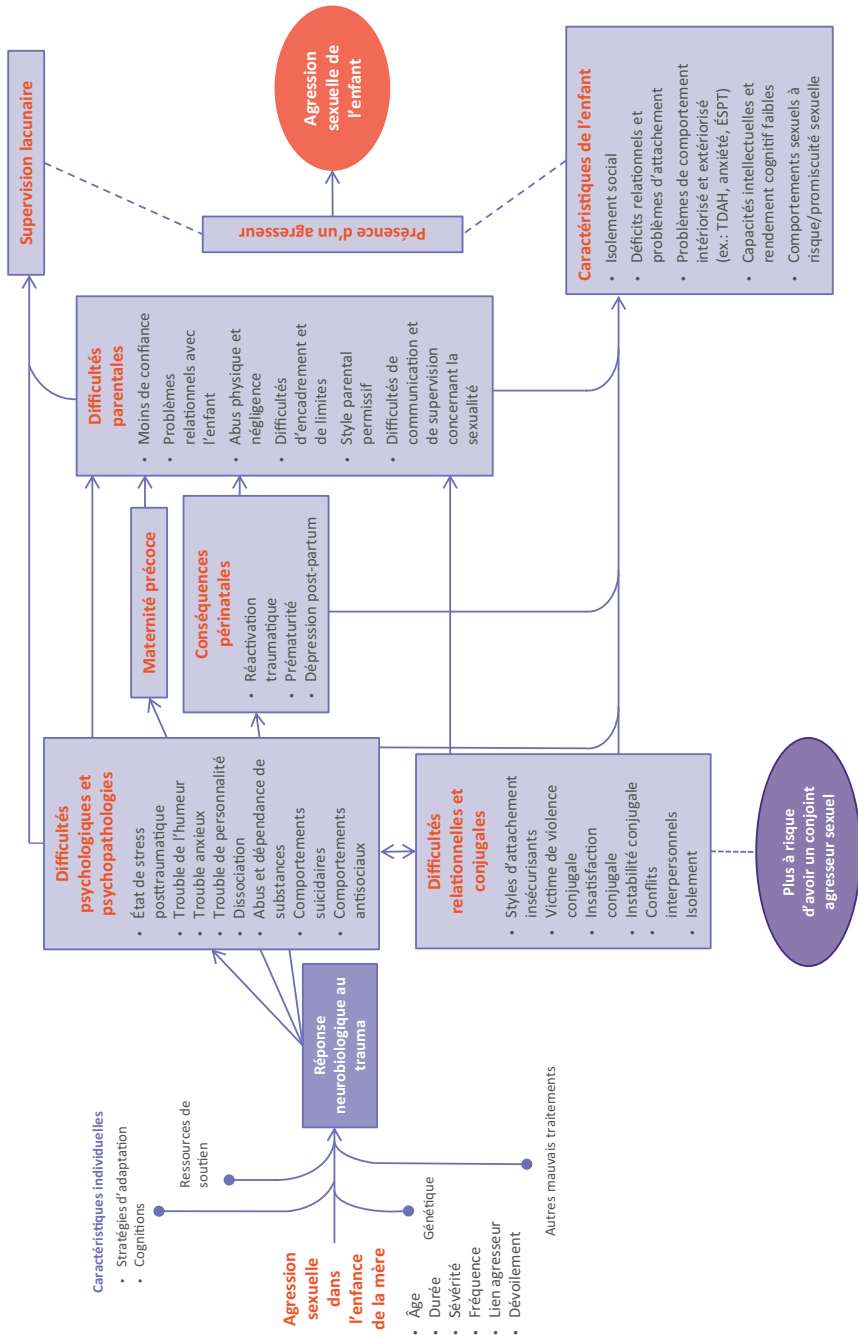 Caractéristiques individuelles
• Stratégies d'adaptation
• Cognitions
Ressources de
soutien
Agression
sexuelle
dans
l'enfance
de la mère
• Âge
• Durée
• Sévérité
• Fréquence
• Lien agresseur
• Dévoilement
Génétique
Autres mauvais traitements
Réponse
neurobiologique au
trauma
Difficultés
psychologiques et
psychopathologies
• État de stress
posttraumatique
• Trouble de l'humeur
• Trouble anxieux
• Trouble de personnalité
• Dissociation
• Abus et dépendance de
substances
• Comportements
suicidaires
• Comportements
antisociaux
Difficultés
relationnelles et
conjugales
• Styles d'attachement
insécurisants
• Victime de violence
conjugale
• Insatisfaction
conjugale
• Instabilité conjugale
• Conflits
interpersonnels
• Isolement
Plus à risque
d'avoir un conjoint
agresseur sexuel
Maternité précoce
Conséquences
périnatales
• Réactivation
traumatique
• Prématurité
• Dépression post-partum
Difficultés
parentales
• Moins de confiance
• Problèmes
relationnels avec
l'enfant
• Abus physique et
négligence
• Difficultés
d'encadrement et
de limites
• Style parental
permissif
• Difficultés de
communication et
de supervision
concernant la
sexualité
Supervision lacunaire
Présence d'un agresseur
Agression
sexuelle de
l'enfant
Caractéristiques de l'enfant
• Isolement social
• Déficits relationnels et
problèmes d'attachement
• Problèmes de comportement
intériorisé et extériorisé
(ex.: TDAH, anxiété, ÉSPT)
• Capacités intellectuelles et
rendement cognitif faibles
• Comportements sexuels à
risque/promiscuité sexuelle